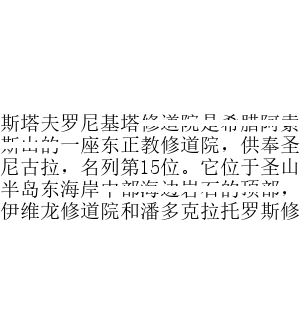 斯塔夫罗尼基塔修道院是希腊阿索
斯山的一座东正教修道院，供奉圣
尼古拉，名列第15位。它位于圣山
半岛东海岸中部海边岩石的顶部，
伊维龙修道院和潘多克拉托罗斯修